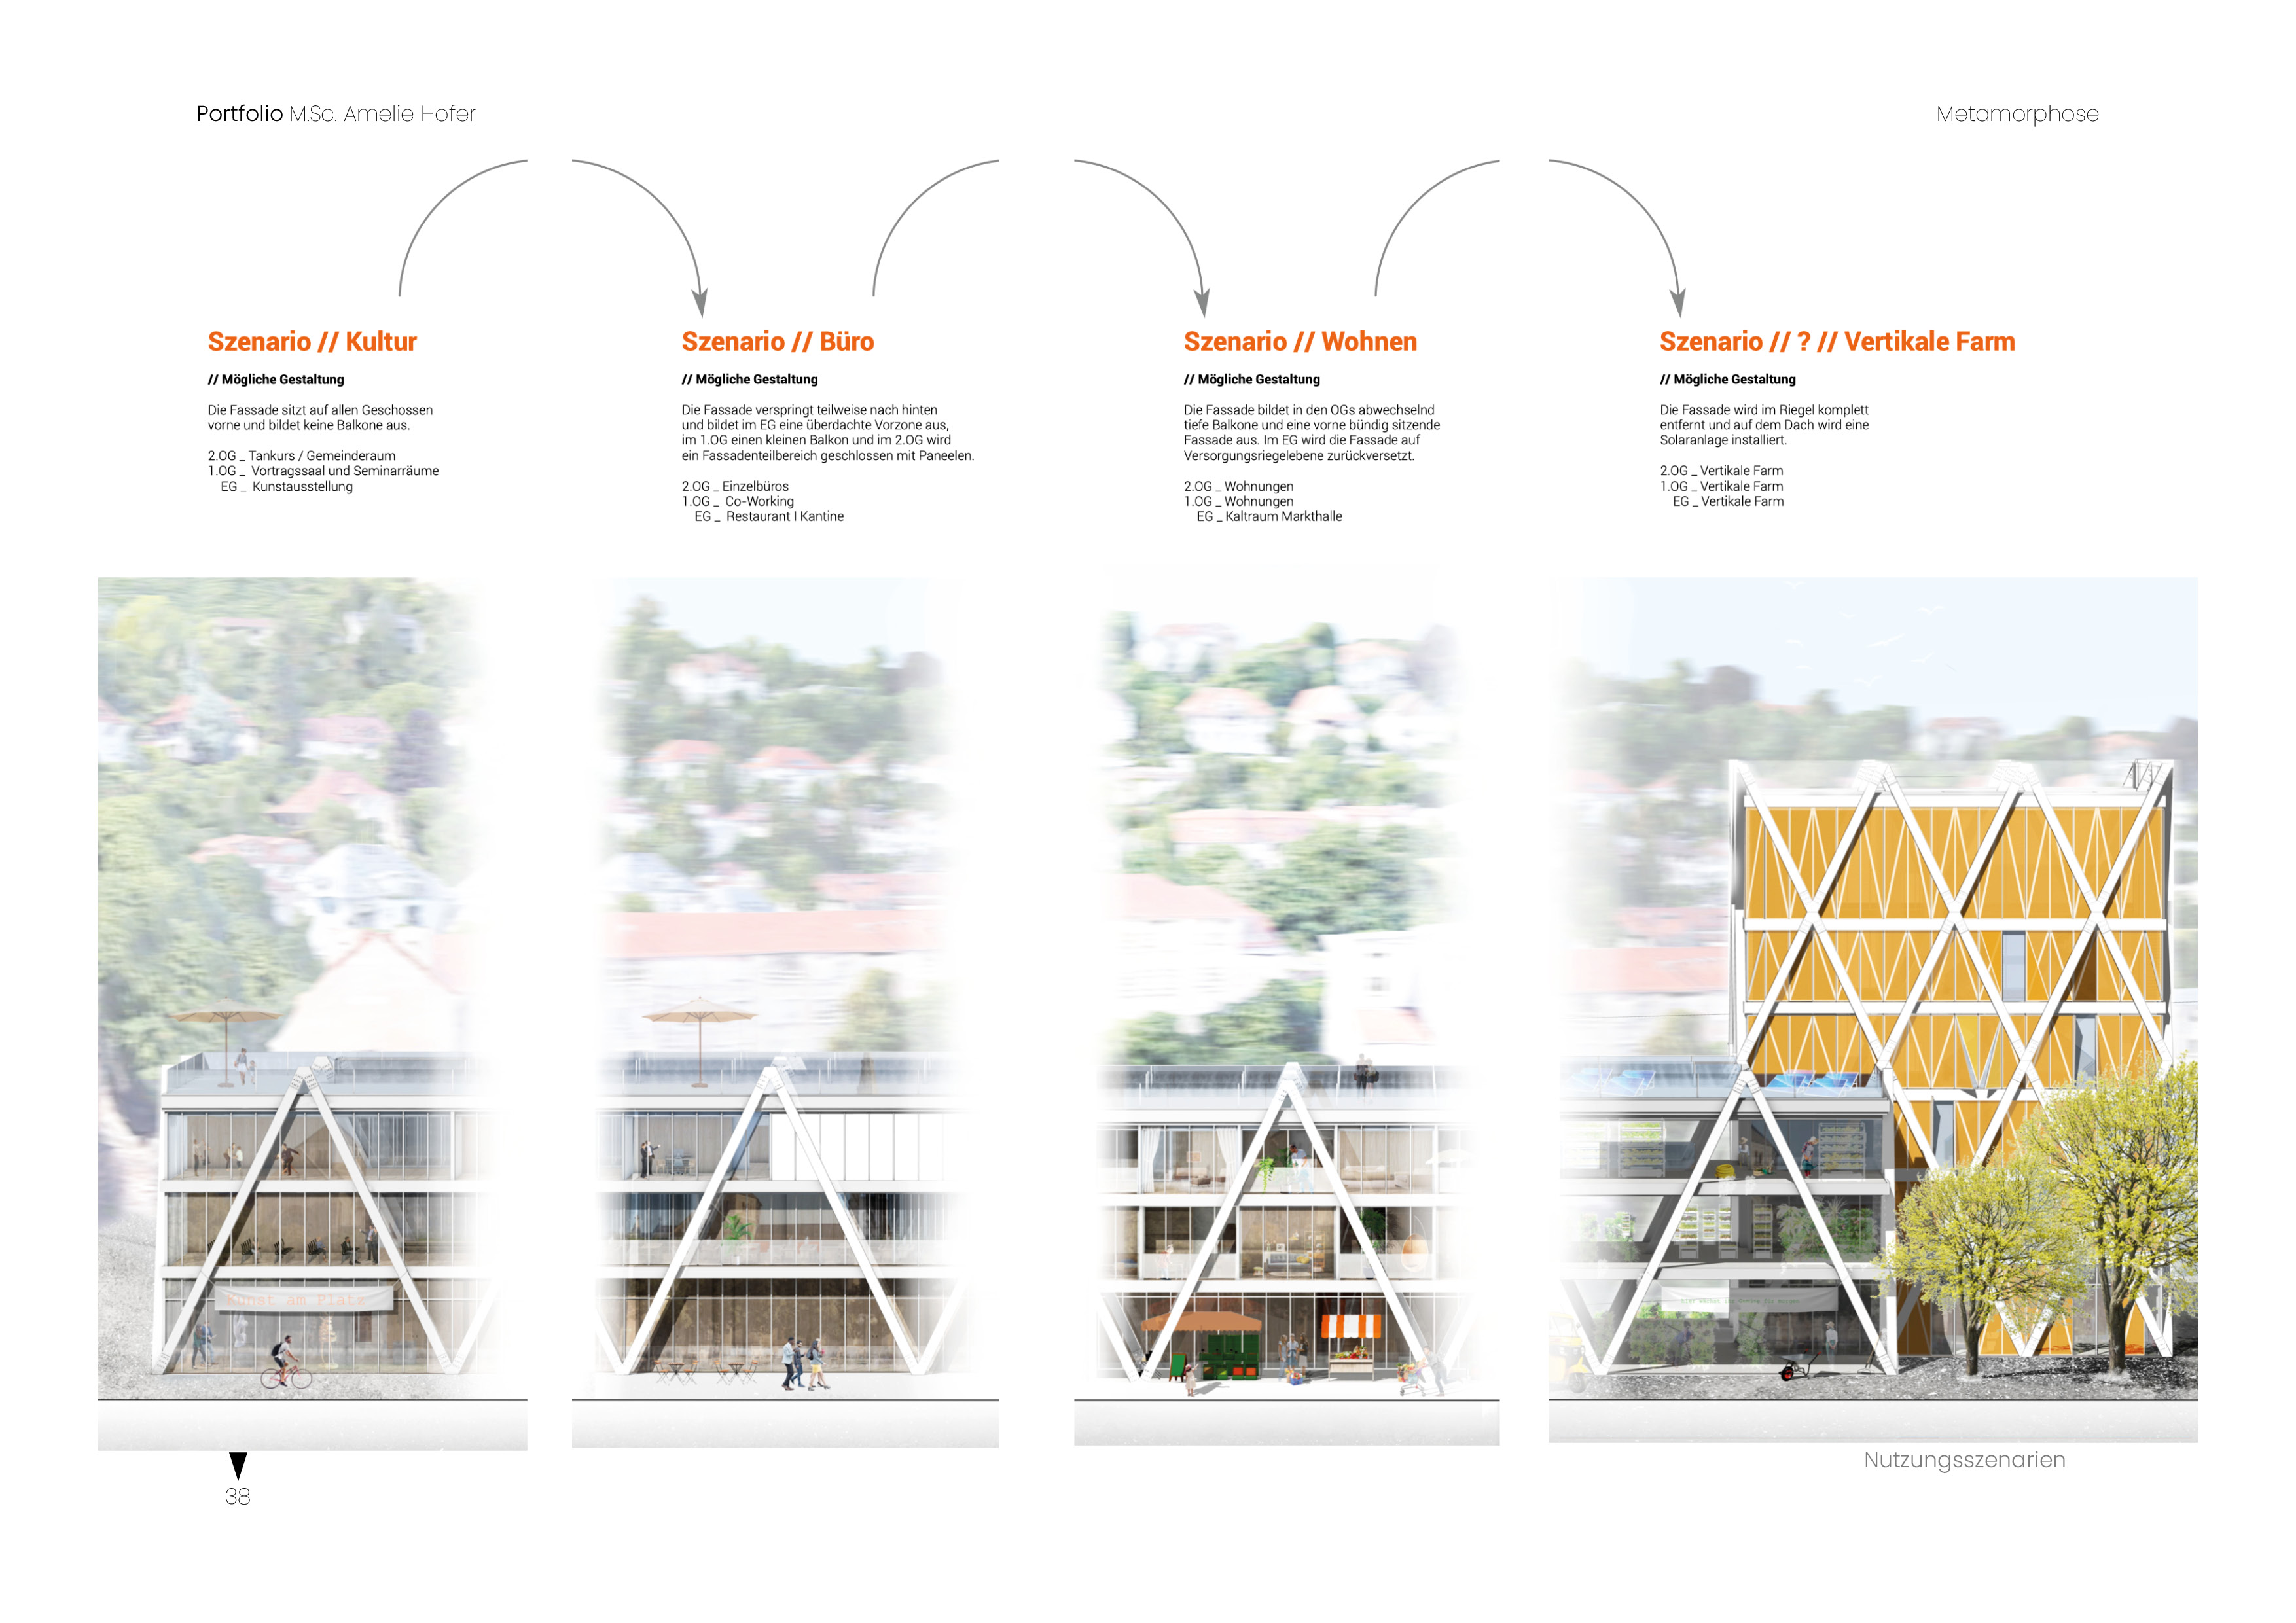 Portfolio M.Sc. Amelie Hofer
Metamorphose
Szenario // Kultur
// Mögliche Gestaltung
Die Fassade sitzt auf allen Geschossen
vorne und bildet keine Balkone aus.
2.OG _ Tankurs / Gemeinderaum
1.OG _ Vortragssaal und Seminarräume
EG _ Kunstausstellung
Szenario // Büro
// Mögliche Gestaltung
Die Fassade verspringt teilweise nach hinten
und bildet im EG eine überdachte Vorzone aus,
im 1.OG einen kleinen Balkon und im 2.OG wird
ein Fassadenteilbereich geschlossen mit Paneelen.
2.OG _ Einzelbüros
1.OG _ Co-Working
EG _ Restaurant I Kantine
Szenario // Wohnen
// Mögliche Gestaltung
Die Fassade bildet in den OGs abwechselnd
tiefe Balkone und eine vorne bündig sitzende
Fassade aus. Im EG wird die Fassade auf
Versorgungsriegelebene zurückversetzt.
2.OG _ Wohnungen
1.OG _ Wohnungen
EG _ Kaltraum Markthalle
Szenario // ? // Vertikale Farm
// Mögliche Gestaltung
Die Fassade wird im Riegel komplett
entfernt und auf dem Dach wird eine
Solaranlage installiert.
2.OG _ Vertikale Farm
1.OG _ Vertikale Farm
EG _ Vertikale Farm
Kunst am Platz
Nutzungsszenarien
38